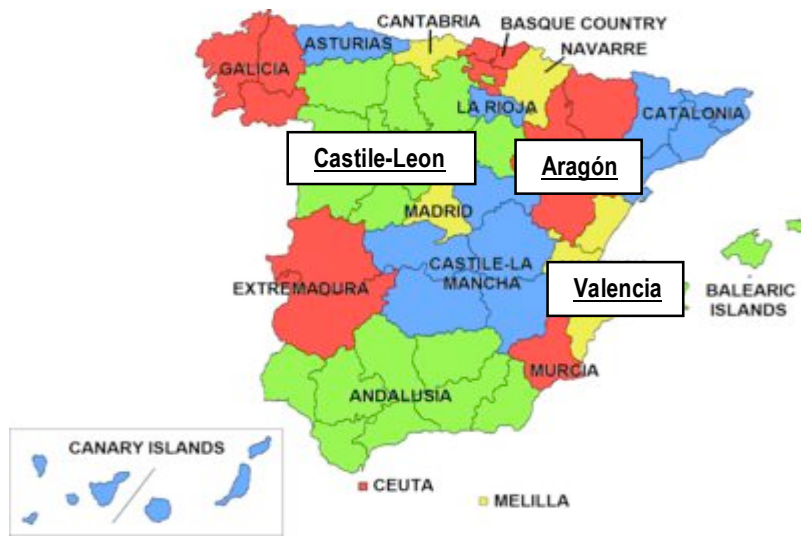 CANTABRIA
BASQUE COUNTRY
ASTURIAS
NAVARRE
GALICIA
LA RIOJA
CATALONIA
Castile-Leon
Aragón
MADRID
CASTILE-LA
MANCHA
EXTREMADURA
Valencia
BALEARIC
ISLANDS
MURCIA
ANDALUSIA
CANARY ISLANDS
CEUTA
MELILLA